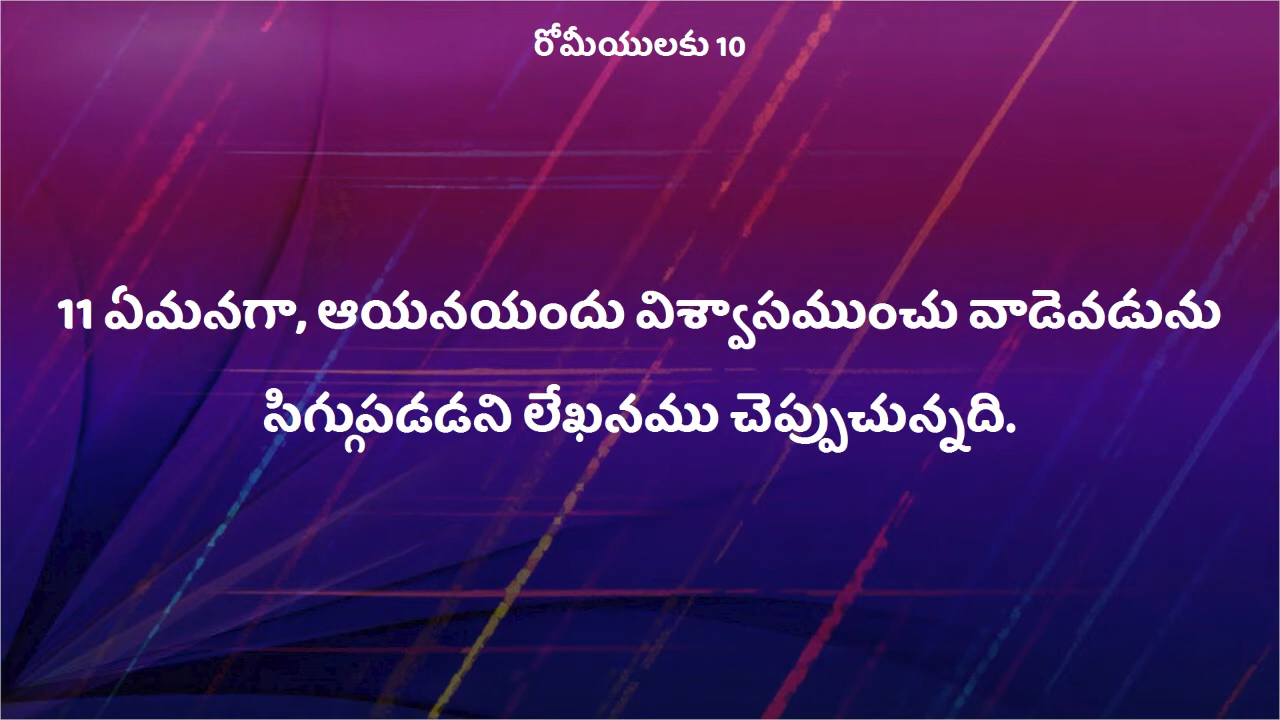 రోమీయులకు 10
11 ఏమనగా, ఆయనయందు విశ్వాసముంచు వాడెవడును
సిగ్గుపడడని లేఖనము చెప్పుచున్నది.